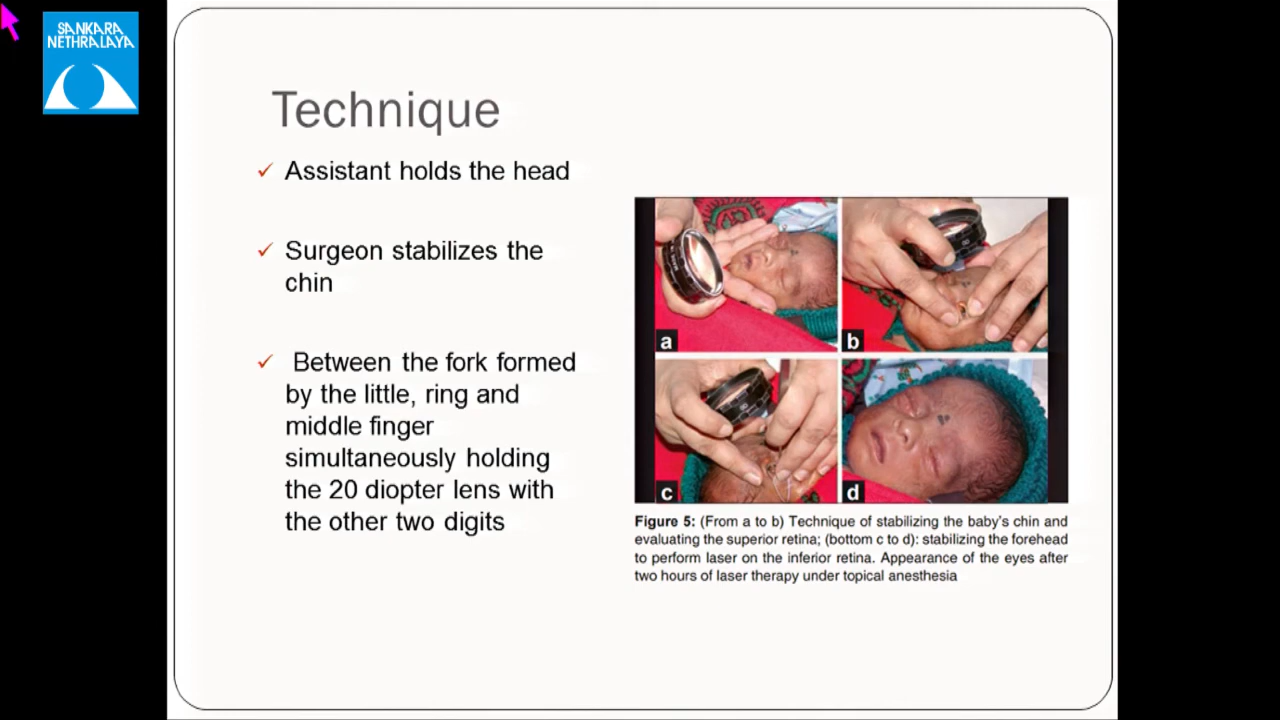 SANKARA
NETHRALAYA
Technique
Assistant holds the head
Surgeon stabilizes the
chin
Between the fork formed
by the little, ring and
middle finger
simultaneously holding
the 20 diopter lens with
the other two digits
a
b
c
d
Figure 5: (From a to b) Technique of stabilizing the baby's chin and
evaluating the superior retina; (bottom c to d): stabilizing the forehead
to perform laser on the inferior retina. Appearance of the eyes after
two hours of laser therapy under topical anesthesia